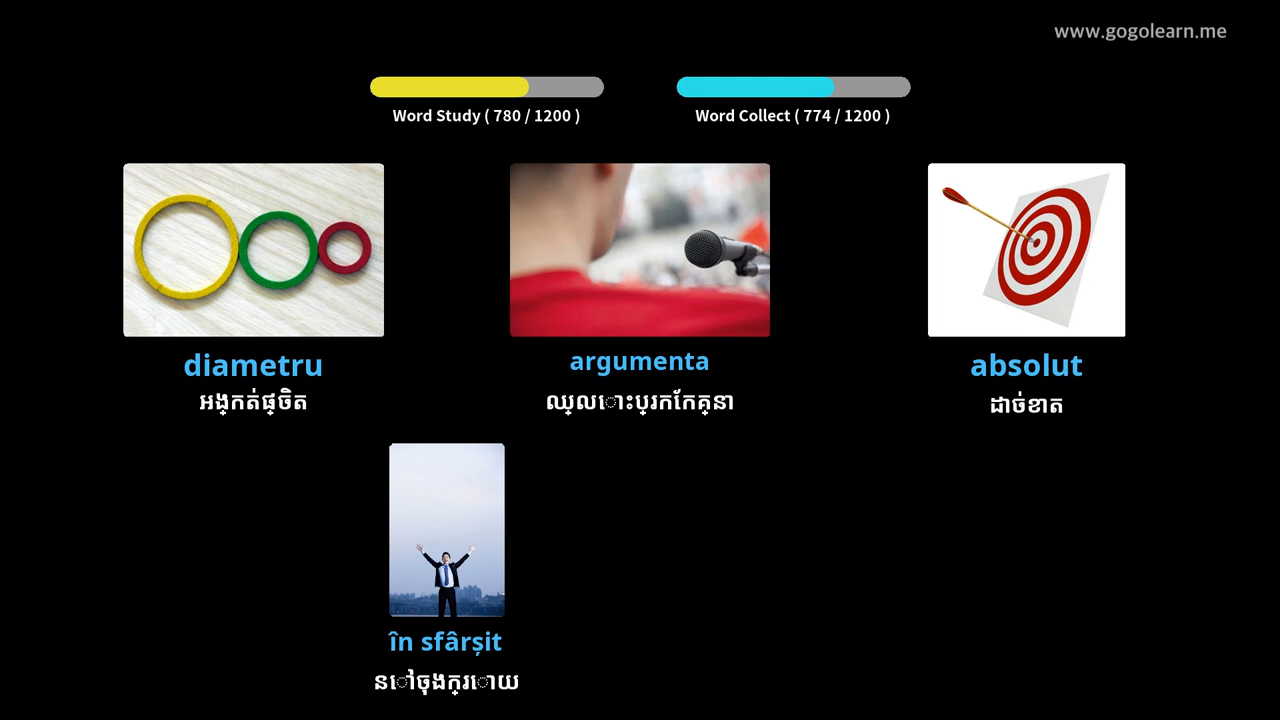 www.gogolearn.me
Word Study ( 780 / 1200 )
Word Collect ( 774 / 1200 )
diametru
argumenta
absolut
អង្កត់ផ្ចិត
ឈ្លោះប្រកែកគ្នា
ដាច់ខាត
în sfârșit
នៅចុងក្រោយ